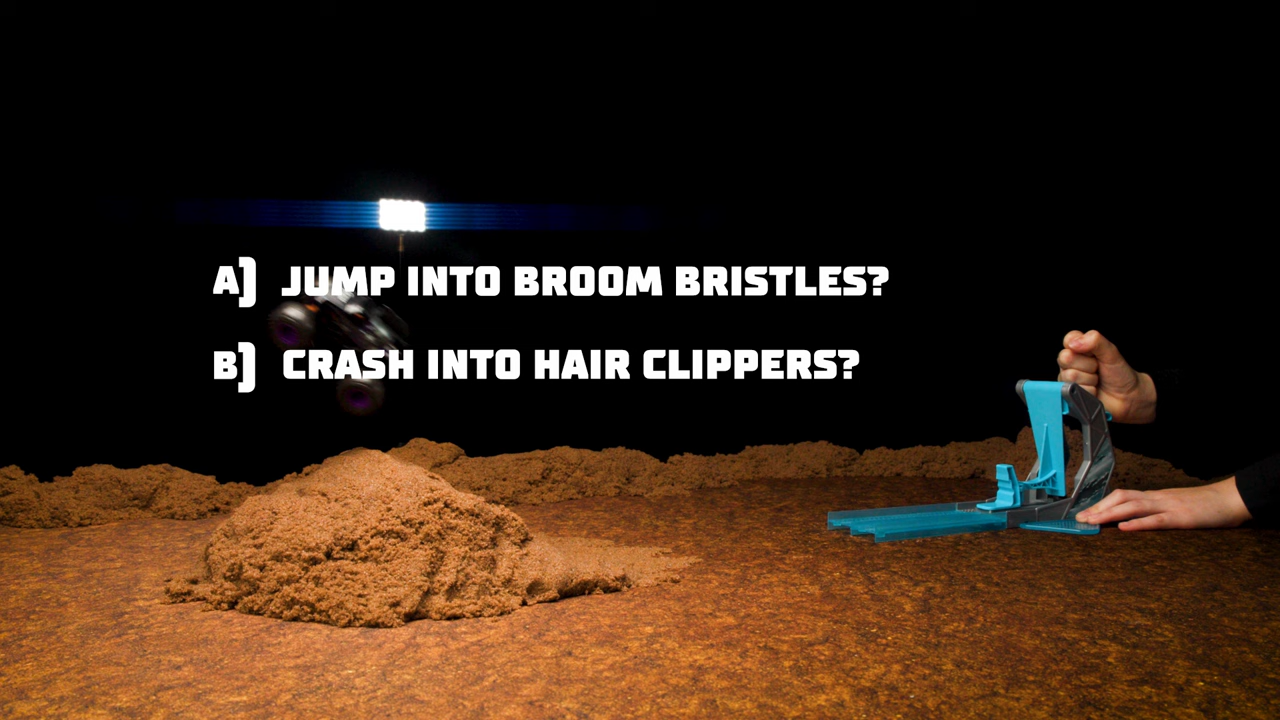 A) JUMP INTO BROOM BRISTLES?
B) CRASH INTO HAIR CLIPPERS?